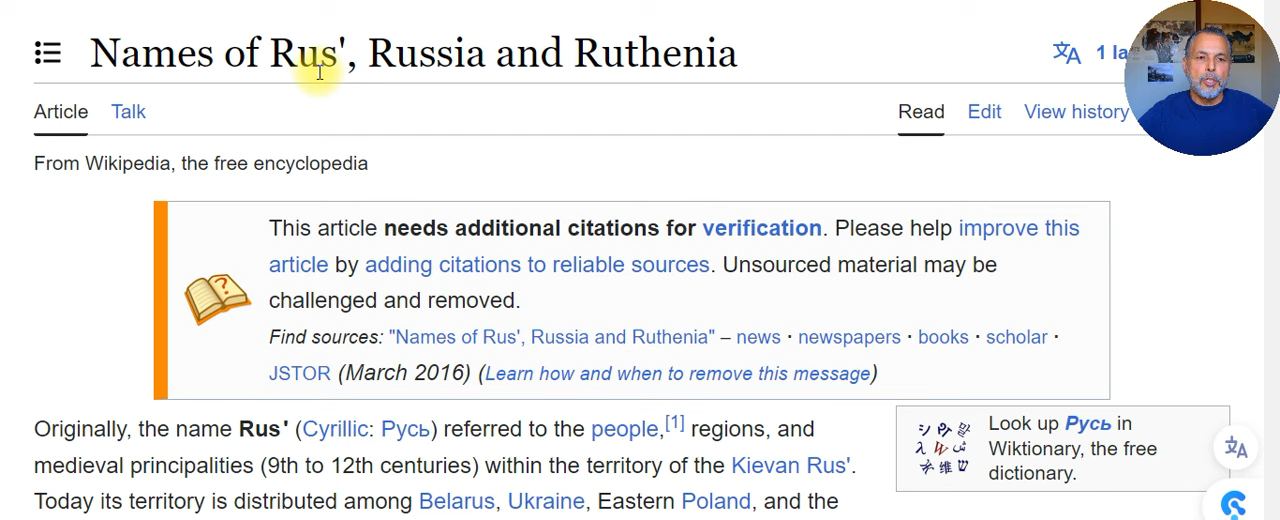 Names of Rus', Russia and Ruthenia
1 la
Article Talk Read Edit View history
From Wikipedia, the free encyclopedia
This article needs additional citations for verification. Please help improve this
article by adding citations to reliable sources. Unsourced material may be
challenged and removed.
Find sources: "Names of Rus', Russia and Ruthenia" – news · newspapers · books · scholar ·
JSTOR (March 2016) (Learn how and when to remove this message)
Originally, the name Rus' (Cyrillic: Русь) referred to the people,[1] regions, and
medieval principalities (9th to 12th centuries) within the territory of the Kievan Rus'.
Today its territory is distributed among Belarus, Ukraine, Eastern Poland, and the
Look up Русь in
Wiktionary, the free
dictionary.